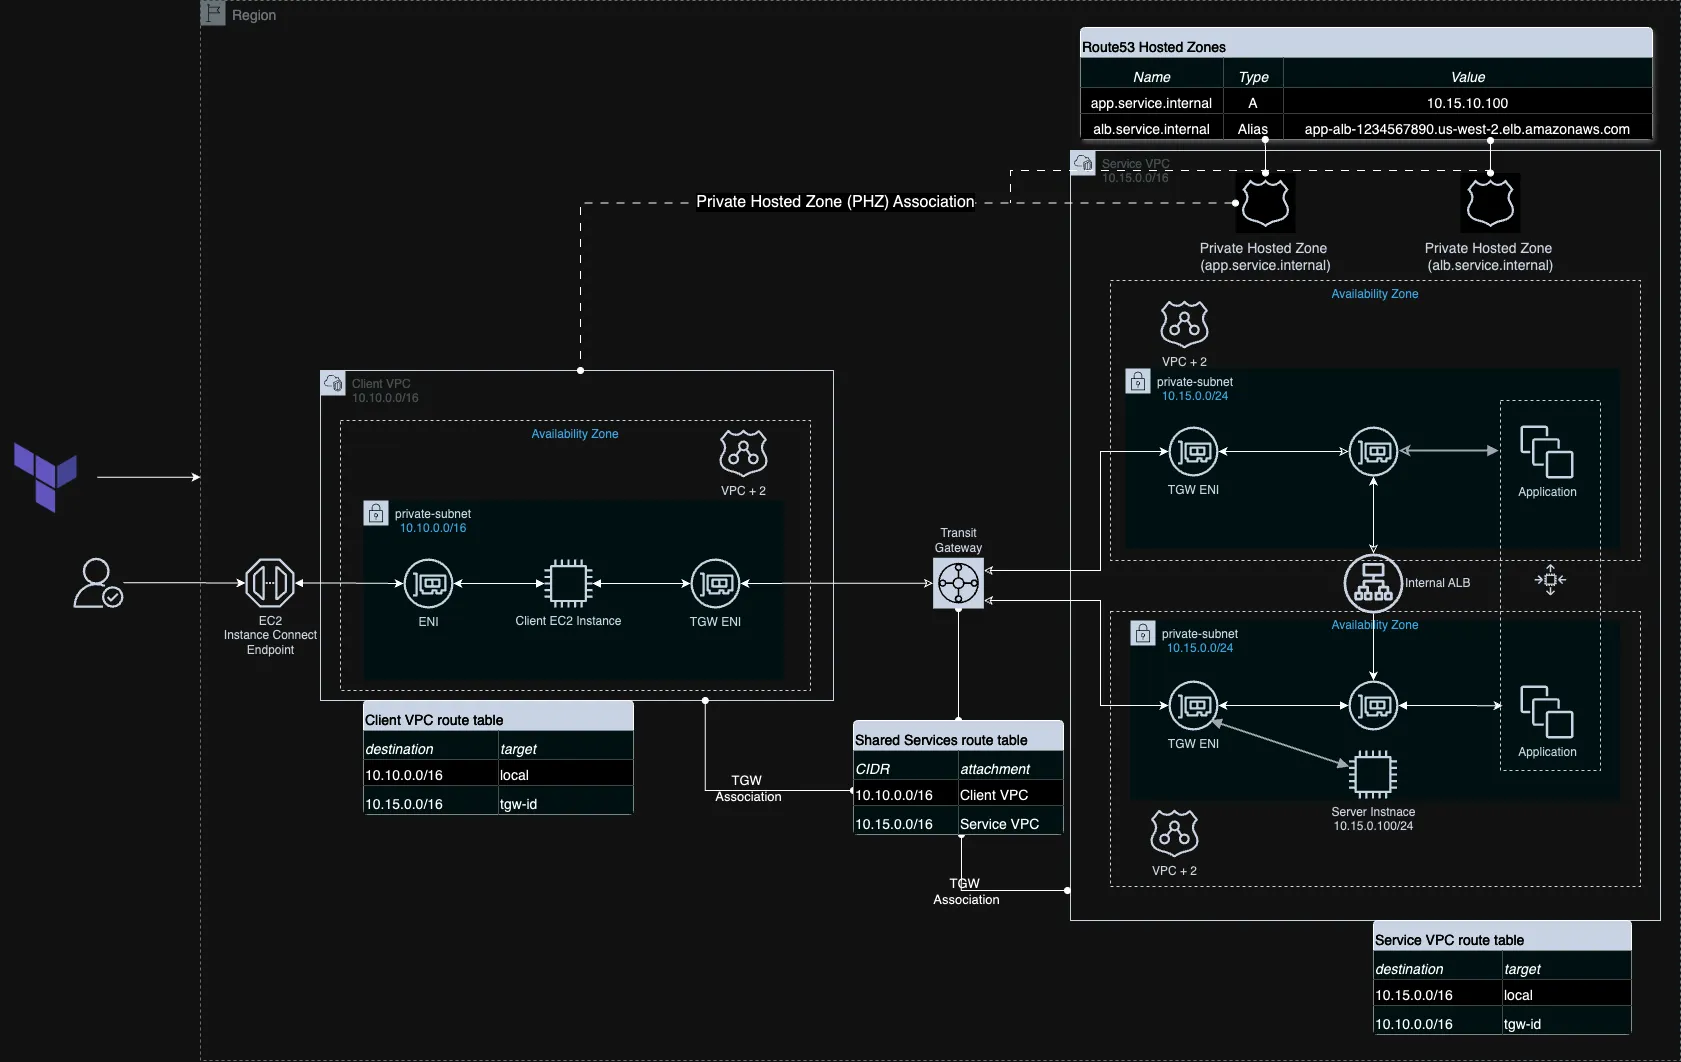 Region
Route53 Hosted Zones
Name Type Value
app.service.internal A 10.15.10.100
alb.service.internal Alias app-alb-1234567890.us-west-2.elb.amazonaws.com
Service VPC
10.15.0.0/16
Private Hosted Zone (PHZ) Association
Private Hosted Zone
(app.service.internal)
Private Hosted Zone
(alb.service.internal)
Availability Zone
VPC + 2
private-subnet
10.15.0.0/24
TGW ENI
Application
Client VPC
10.10.0.0/16
Availability Zone
VPC + 2
private-subnet
10.10.0.0/16
ENI
Client EC2 Instance
TGW ENI
EC2
Instance Connect
Endpoint
Transit
Gateway
Internal ALB
Availability Zone
private-subnet
10.15.0.0/24
TGW ENI
Application
Server Instnace
10.15.0.100/24
VPC + 2
Client VPC route table
destination target
10.10.0.0/16 local
10.15.0.0/16 tgw-id
TGW
Association
Shared Services route table
CIDR attachment
10.10.0.0/16 Client VPC
10.15.0.0/16 Service VPC
TGW
Association
Service VPC route table
destination target
10.15.0.0/16 local
10.10.0.0/16 tgw-id